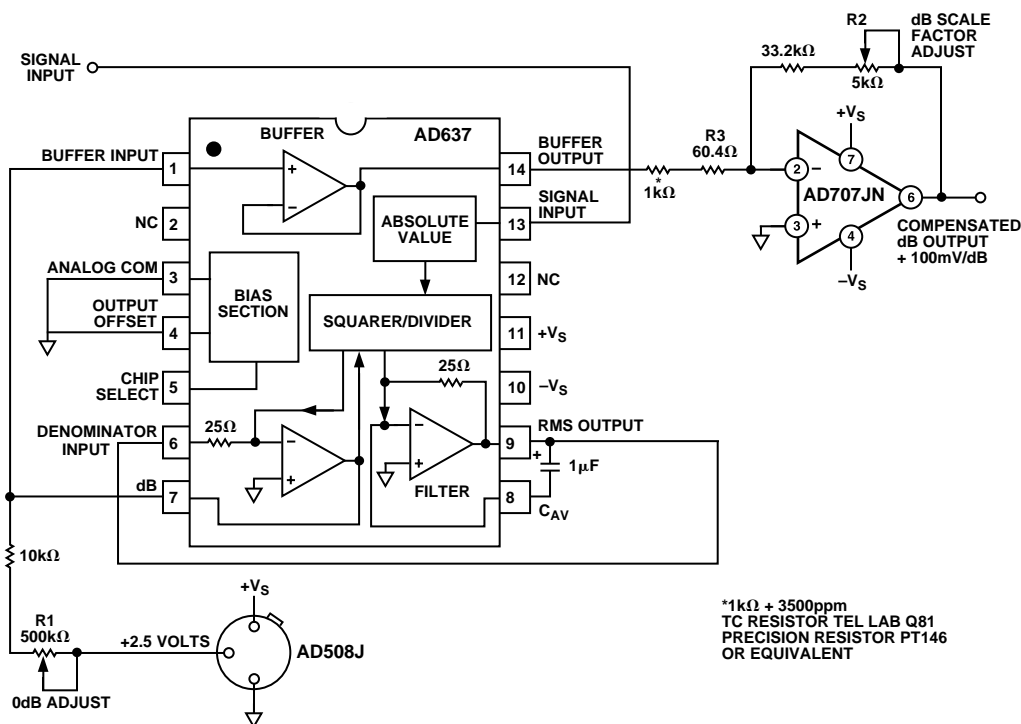 SIGNAL
INPUT
R2
dB SCALE
FACTOR
ADJUST
33.2kΩ
5kΩ
BUFFER
AD637
BUFFER
OUTPUT
BUFFER INPUT
1
+
−
14
*
1kΩ
R3
60.4Ω
+VS
7
2
−
AD707JN
6
3
+
4
−VS
COMPENSATED
dB OUTPUT
+ 100mV/dB
SIGNAL
INPUT
NC
2
ABSOLUTE
VALUE
13
ANALOG COM
3
BIAS
SECTION
12
NC
OUTPUT
OFFSET
4
SQUARER/DIVIDER
11
+VS
CHIP
SELECT
5
25Ω
10
−VS
DENOMINATOR
INPUT
6
25Ω
−
+
−
+
FILTER
9
RMS OUTPUT
+
1μF
dB
7
8
CAV
10kΩ
+VS
R1
500kΩ
+2.5 VOLTS
AD508J
0dB ADJUST
*1kΩ + 3500ppm
TC RESISTOR TEL LAB Q81
PRECISION RESISTOR PT146
OR EQUIVALENT